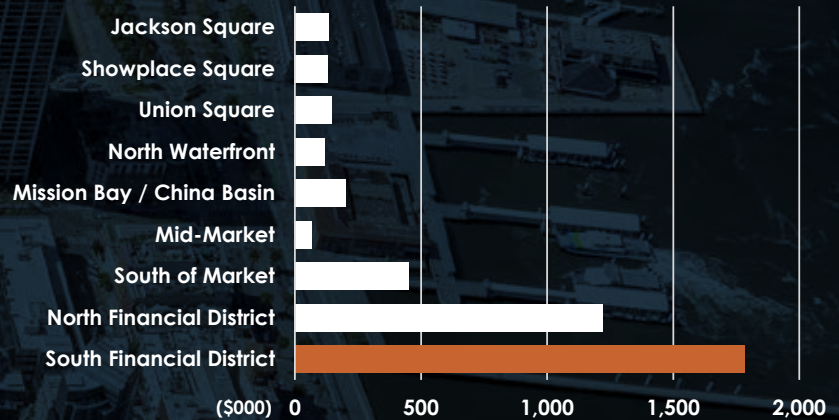 Jackson Square
Showplace Square
Union Square
North Waterfront
Mission Bay / China Basin
Mid-Market
South of Market
North Financial District
South Financial District
($000) 0 500 1,000 1,500 2,000